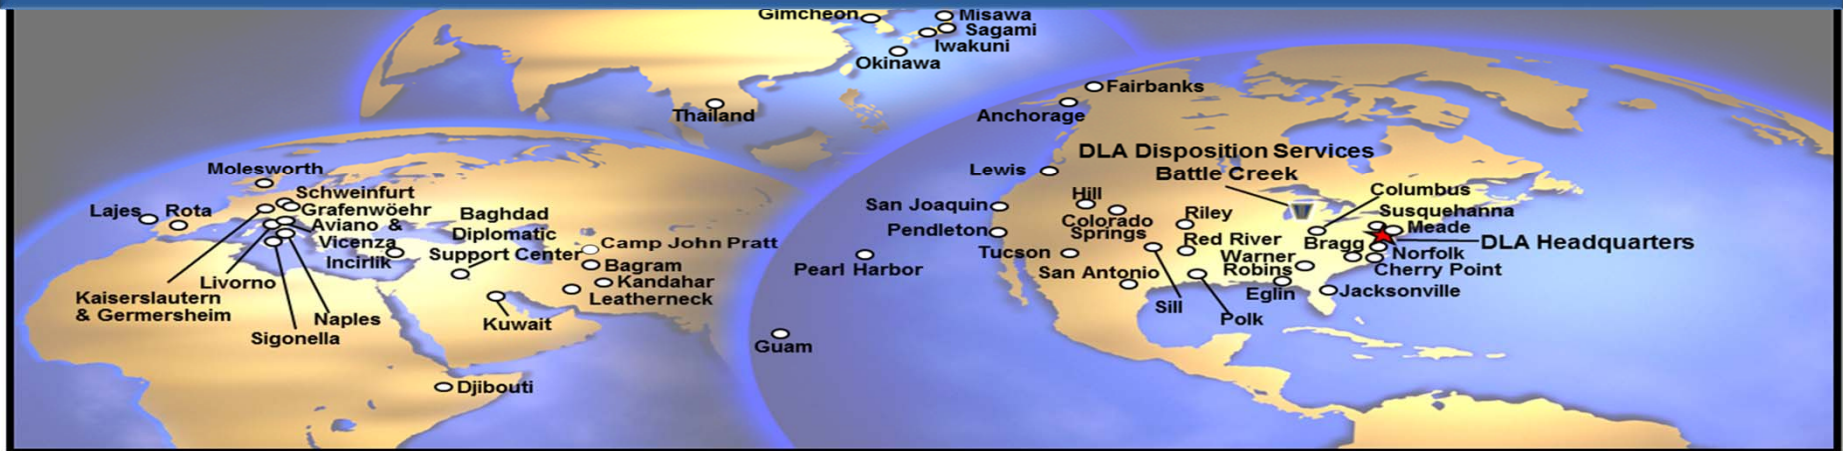 Gimcheon
Misawa
Sagami
Iwakuni
Okinawa
Thailand
Fairbanks
Anchorage
DLA Disposition Services
Battle Creek
Lewis
Hill
Columbus
San Joaquin
Colorado
Springs
Riley
Susquehanna
Meade
Pendleton
Red River
Bragg
DLA Headquarters
Tucson
Warner
Robins
Norfolk
Cherry Point
San Antonio
Eglin
Jacksonville
Sill
Polk
Pearl Harbor
Guam
Molesworth
Schweinfurt
Lajes
Rota
Grafenwöehr
Aviano &
Vicenza
Incirlik
Baghdad
Diplomatic
Support Center
Camp John Pratt
Bagram
Kandahar
Leatherneck
Livorno
Kaiserslautern
& Germersheim
Naples
Sigonella
Kuwait
Djibouti